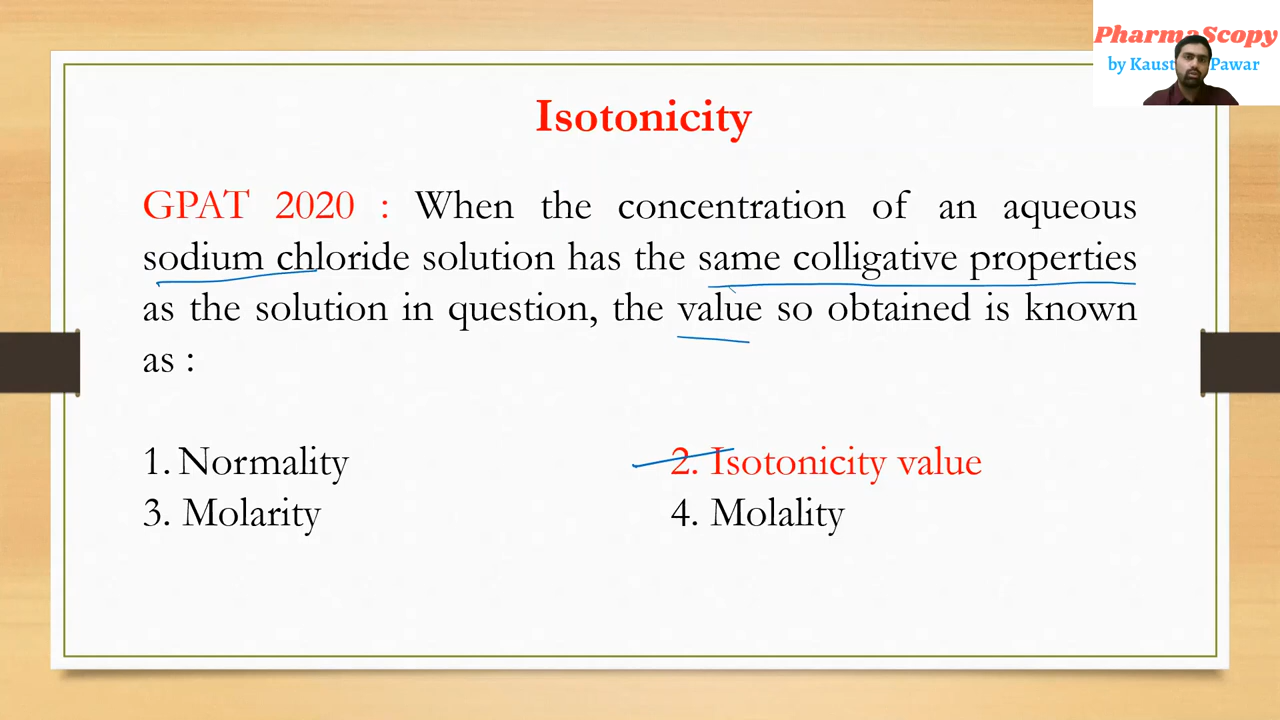 PharmaScopy
by Kaust Pawar
Isotonicity
GPAT 2020 : When the concentration of an aqueous
sodium chloride solution has the same colligative properties
as the solution in question, the value so obtained is known
as :
1. Normality
2. Isotonicity value
3. Molarity
4. Molality